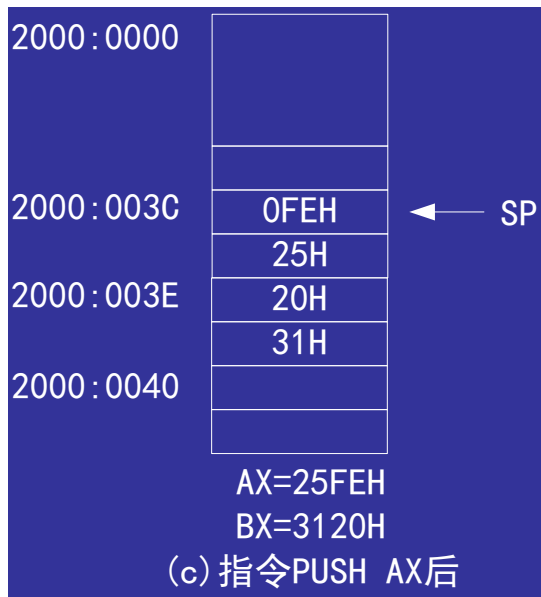 2000:0000
2000:003C 0FEH SP
25H
2000:003E 20H
31H
2000:0040
AX=25FEH
BX=3120H
(c)指令PUSH AX后